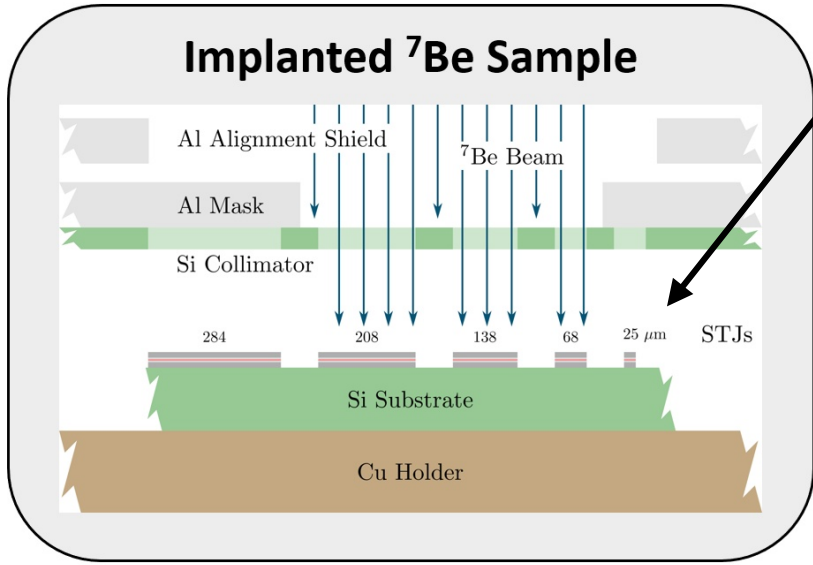 Implanted ⁷Be Sample
Al Alignment Shield
⁷Be Beam
Al Mask
Si Collimator
284 208 138 68 25 μm STJs
Si Substrate
Cu Holder